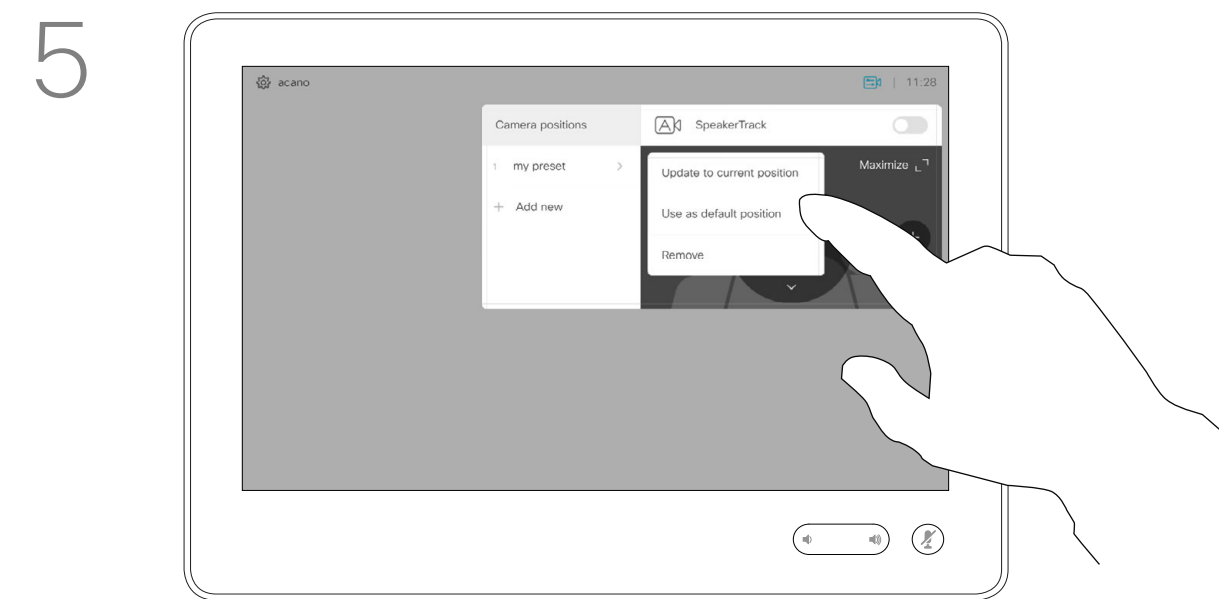 5
acano
11:28
Camera positions
SpeakerTrack
1 my preset
Maximize
Update to current position
+ Add new
Use as default position
Remove